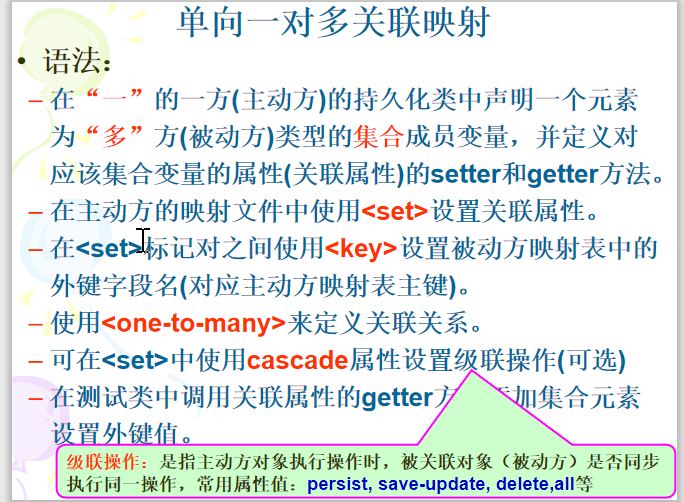 单向一对多关联映射
• 语法：
– 在“一”的一方(主动方)的持久化类中声明一个元素
为“多”方(被动方)类型的集合成员变量，并定义对
应该集合变量的属性(关联属性)的setter和getter方法。
– 在主动方的映射文件中使用<set>设置关联属性。
– 在<set>标记对之间使用<key>设置被动方映射表中的
外键字段名(对应主动方映射表主键)。
– 使用<one-to-many>来定义关联关系。
– 可在<set>中使用cascade属性设置级联操作(可选)
– 在测试类中调用关联属性的getter方 加集合元素
设置外键值。
级联操作：是指主动方对象执行操作时，被关联对象（被动方）是否同步
执行同一操作，常用属性值：persist, save-update, delete,all等